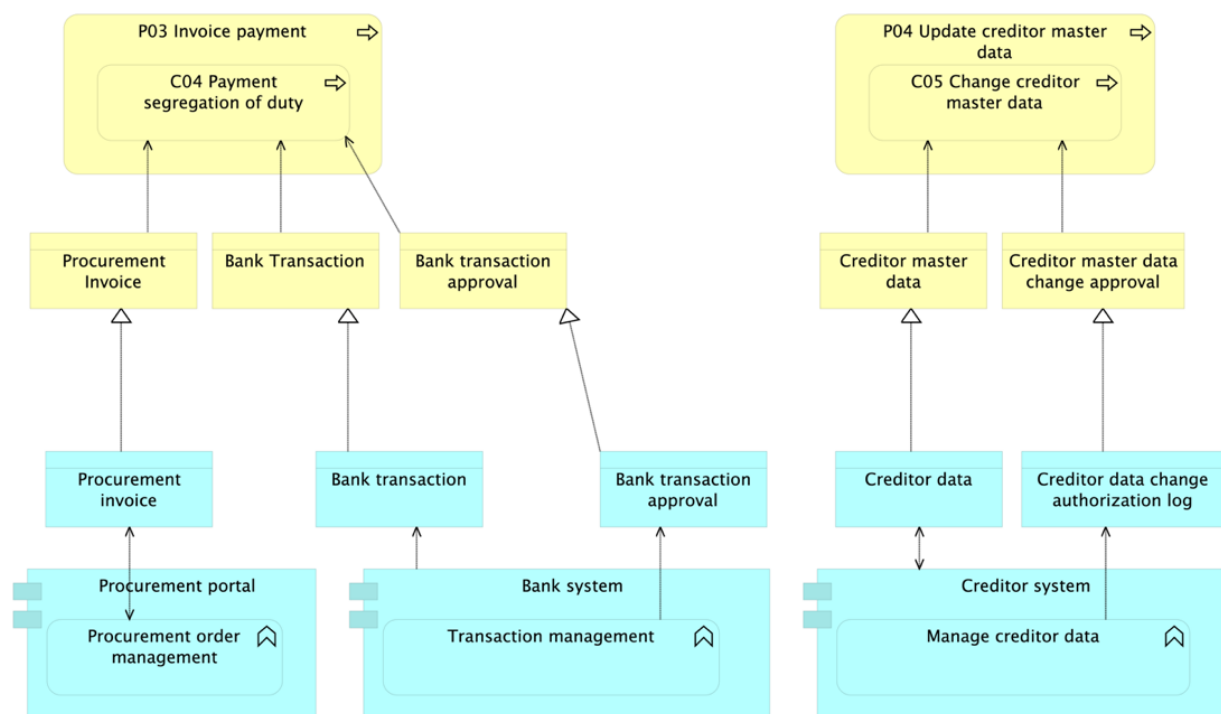 P03 Invoice payment
C04 Payment
segregation of duty
P04 Update creditor master
data
C05 Change creditor
master data
Procurement
Invoice
Bank Transaction
Bank transaction
approval
Creditor master
data
Creditor master data
change approval
Procurement
invoice
Bank transaction
Bank transaction
approval
Creditor data
Creditor data change
authorization log
Procurement portal
Procurement order
management
Bank system
Transaction management
Creditor system
Manage creditor data